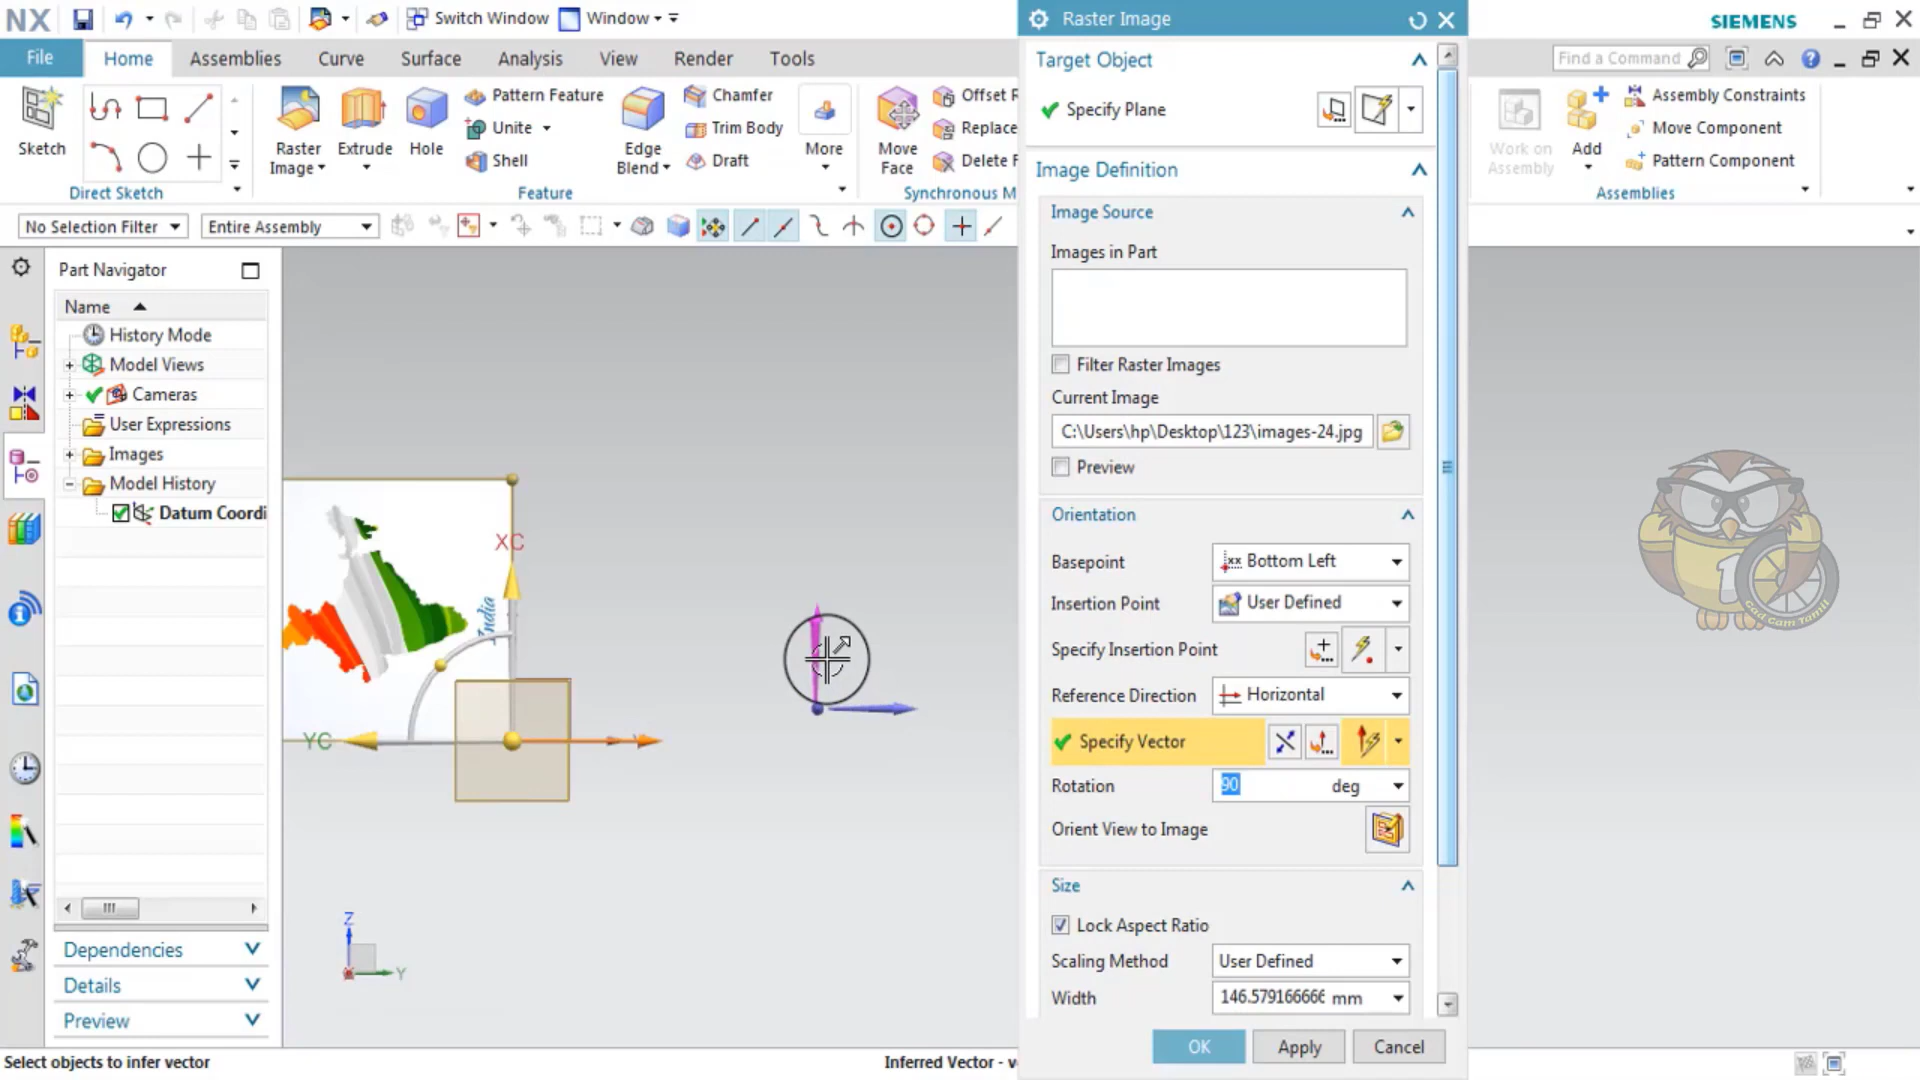 NX
Switch Window
Window
SIEMENS
Raster Image
File
Home
Assemblies
Curve
Surface
Analysis
View
Render
Tools
Find a Command
Sketch
Direct Sketch
Raster
Image
Extrude
Hole
Pattern Feature
Unite
Shell
Edge
Blend
Chamfer
Trim Body
Draft
More
Feature
Move
Face
Offset R
Replace
Delete F
Synchronous M
Work on
Assembly
Add
Assembly Constraints
Move Component
Pattern Component
Assemblies
No Selection Filter
Entire Assembly
Part Navigator
Name
History Mode
Model Views
Cameras
User Expressions
Images
Model History
Datum Coordi
Dependencies
Details
Preview
XC
YC
India
Z
Y
Target Object
Specify Plane
Image Definition
Image Source
Images in Part
Filter Raster Images
Current Image
C:\Users\hp\Desktop\123\images-24.jpg
Preview
Orientation
Basepoint
Bottom Left
Insertion Point
User Defined
Specify Insertion Point
Reference Direction
Horizontal
Specify Vector
Rotation
90 deg
Orient View to Image
Size
Lock Aspect Ratio
Scaling Method
User Defined
Width
146.579166666 mm
OK
Apply
Cancel
Cad Cam Tamil
Select objects to infer vector
Inferred Vector - v